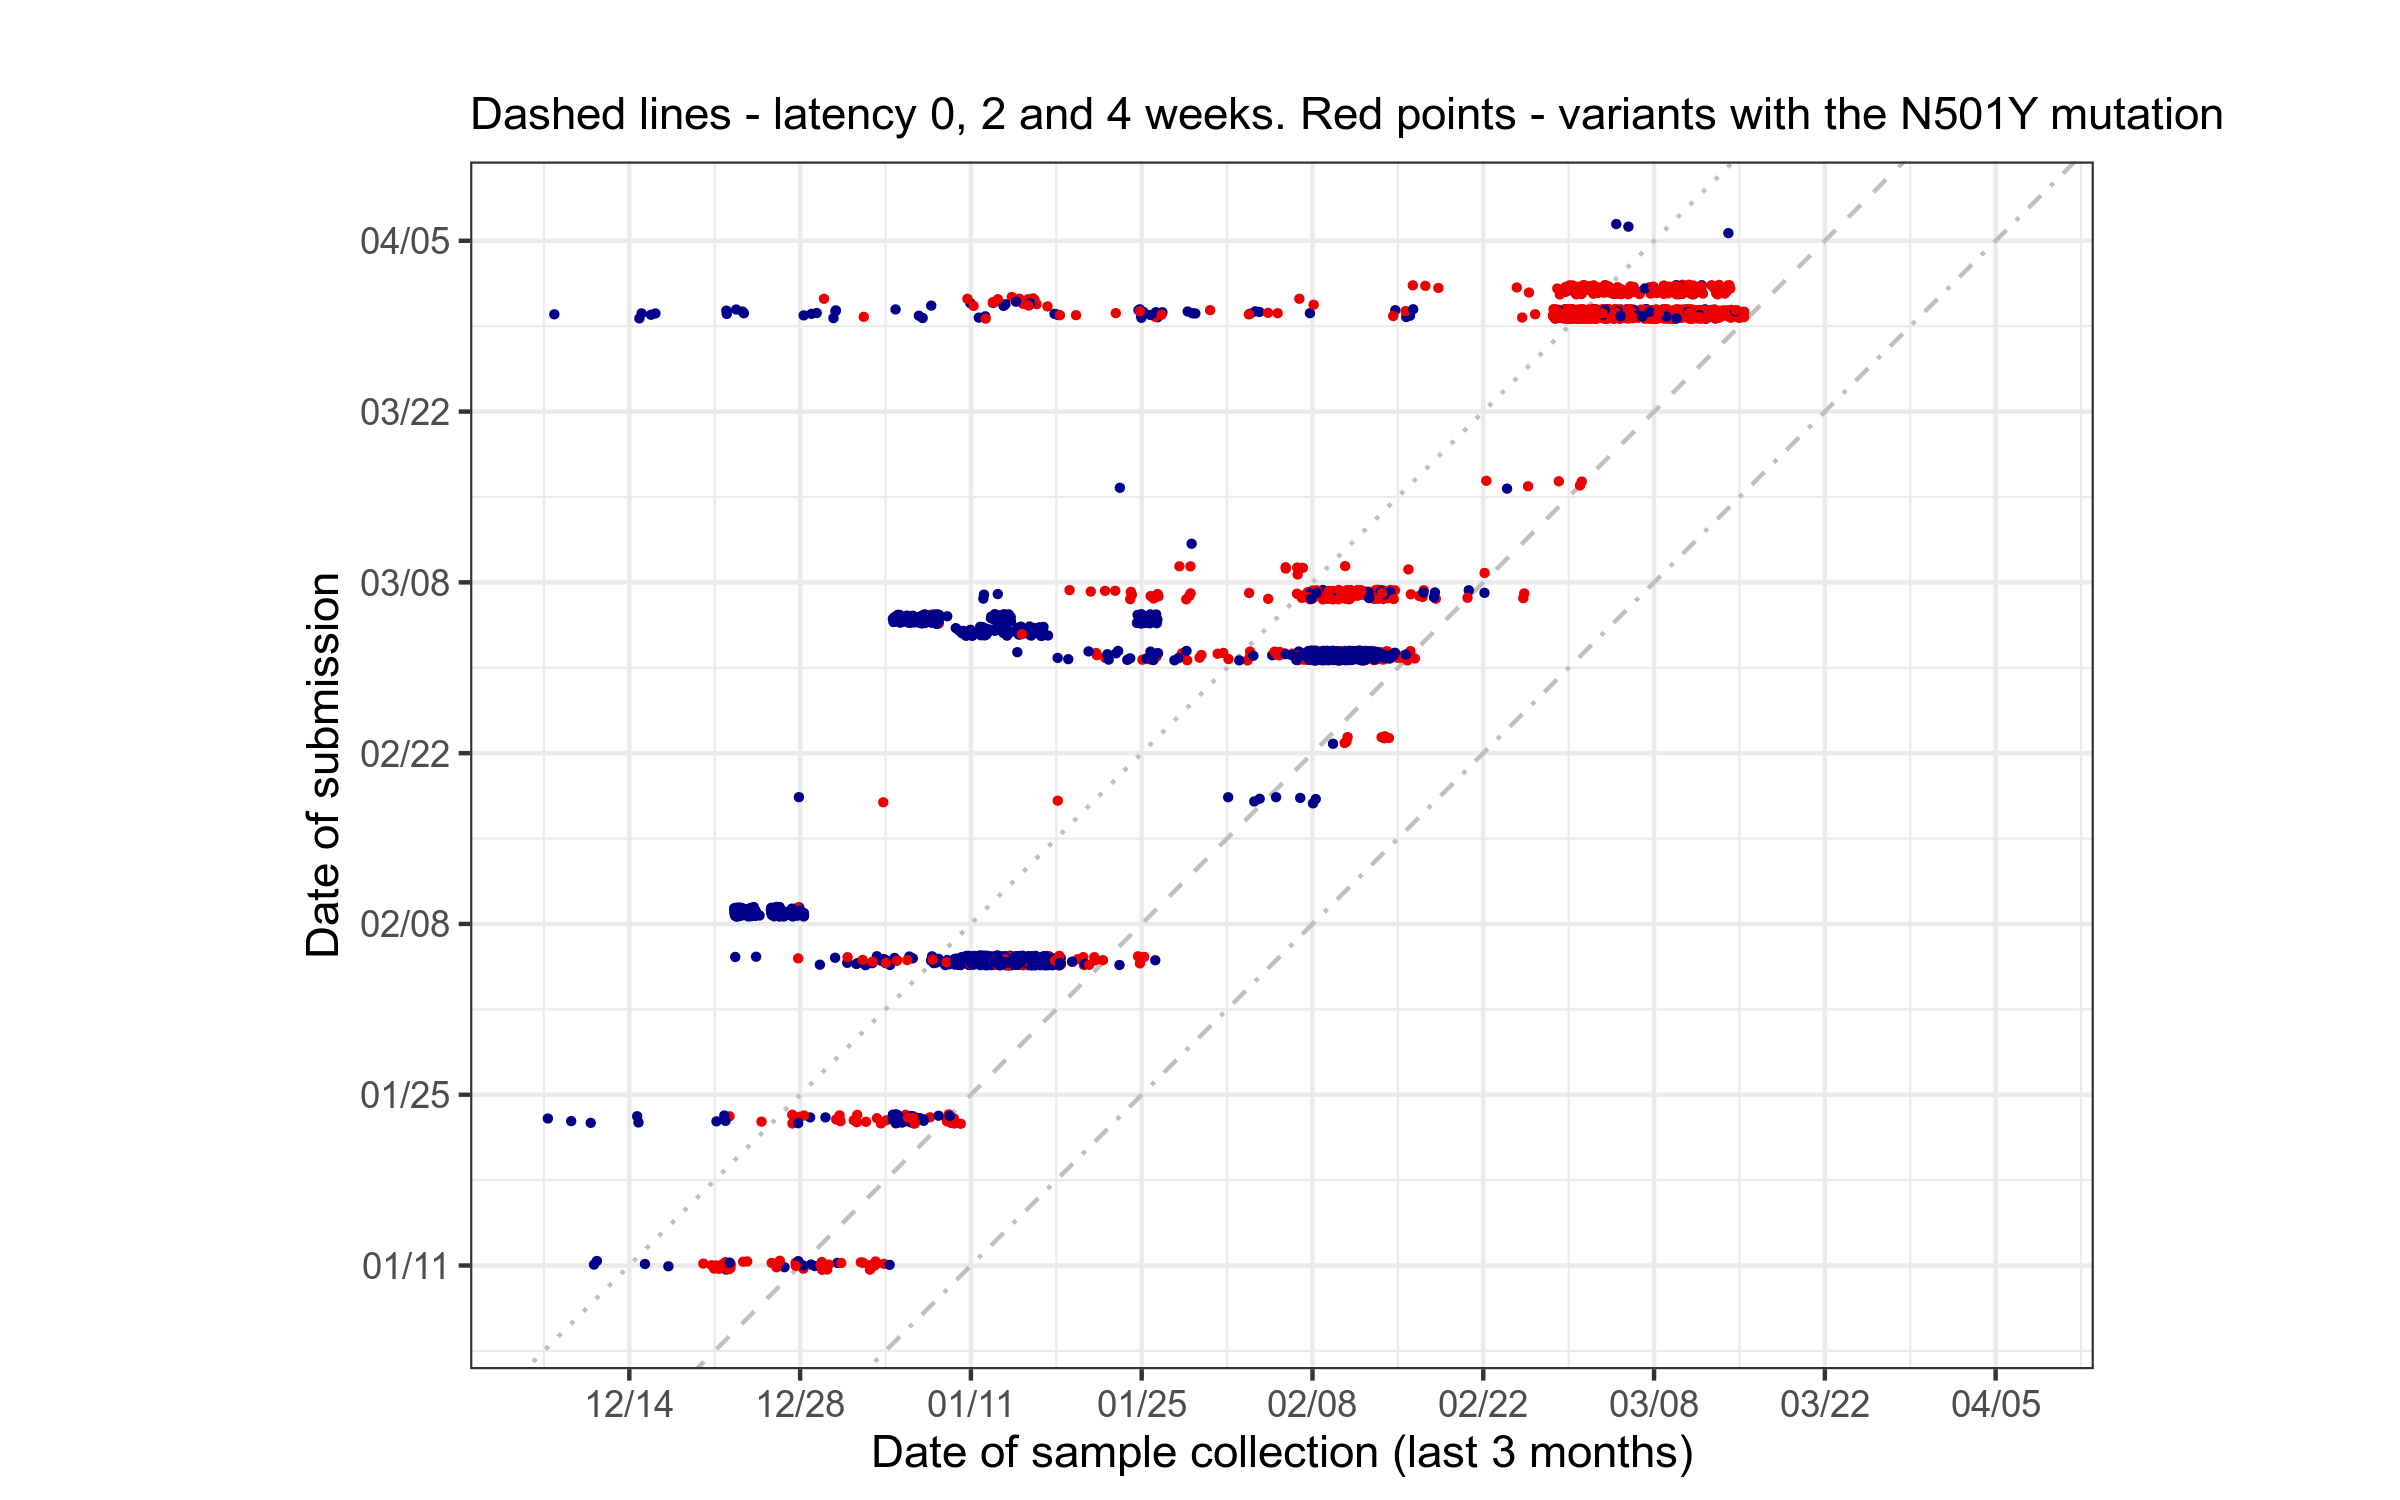 Dashed lines - latency 0, 2 and 4 weeks. Red points - variants with the N501Y mutation
04/05
03/22
03/08
02/22
02/08
01/25
01/11
Date of submission
12/14 12/28 01/11 01/25 02/08 02/22 03/08 03/22 04/05
Date of sample collection (last 3 months)